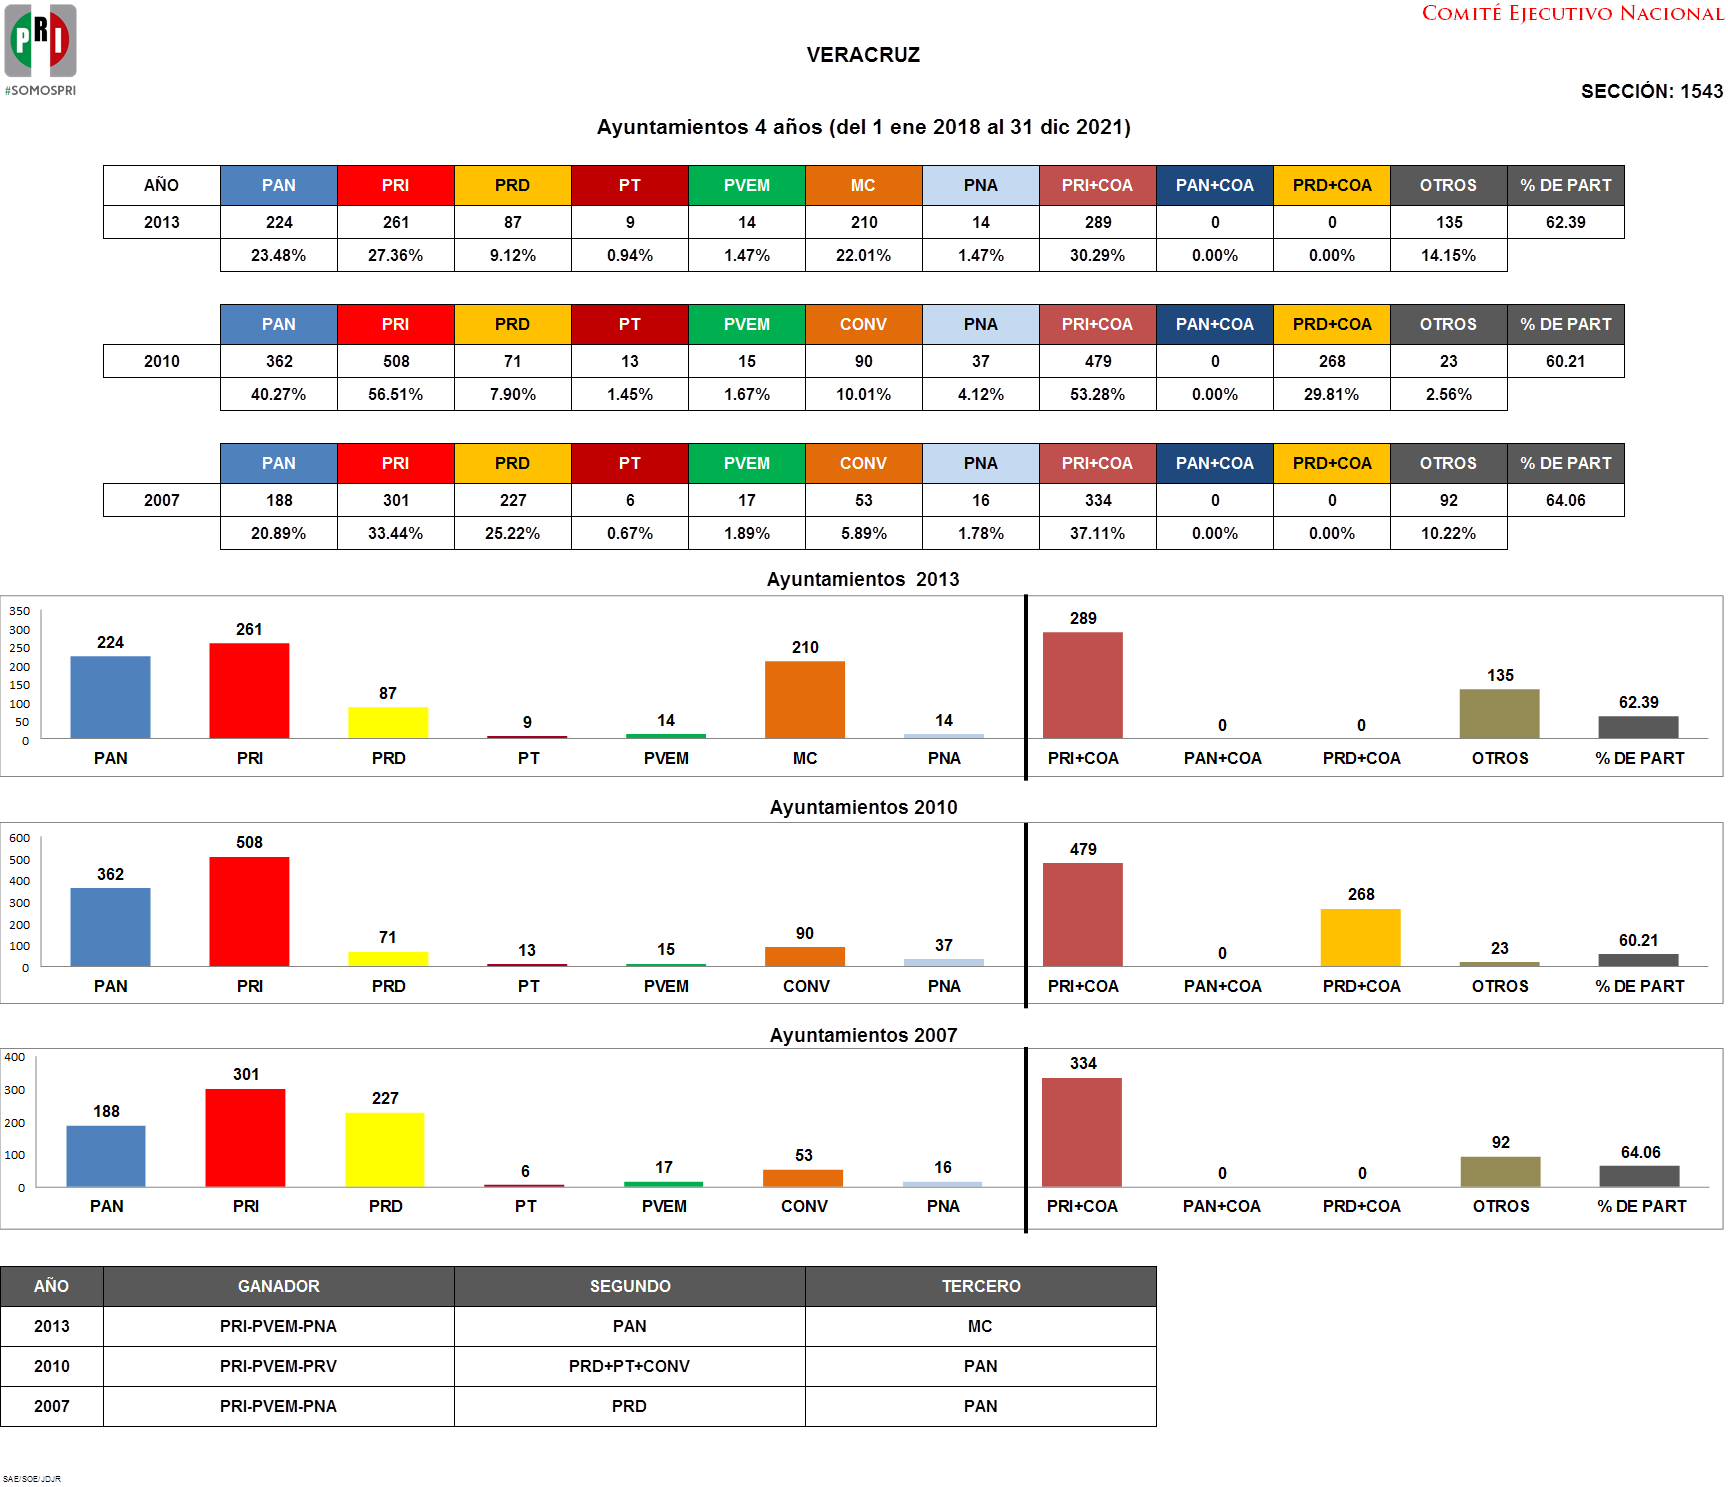 PRI
#SOMOSPRI
COMITÉ EJECUTIVO NACIONAL
VERACRUZ
SECCIÓN: 1543
Ayuntamientos 4 años (del 1 ene 2018 al 31 dic 2021)
AÑO PAN PRI PRD PT PVEM MC PNA PRI+COA PAN+COA PRD+COA OTROS % DE PART
2013 224 261 87 9 14 210 14 289 0 0 135 62.39
23.48% 27.36% 9.12% 0.94% 1.47% 22.01% 1.47% 30.29% 0.00% 0.00% 14.15%
PAN PRI PRD PT PVEM CONV PNA PRI+COA PAN+COA PRD+COA OTROS % DE PART
2010 362 508 71 13 15 90 37 479 0 268 23 60.21
40.27% 56.51% 7.90% 1.45% 1.67% 10.01% 4.12% 53.28% 0.00% 29.81% 2.56%
PAN PRI PRD PT PVEM CONV PNA PRI+COA PAN+COA PRD+COA OTROS % DE PART
2007 188 301 227 6 17 53 16 334 0 0 92 64.06
20.89% 33.44% 25.22% 0.67% 1.89% 5.89% 1.78% 37.11% 0.00% 0.00% 10.22%
Ayuntamientos 2013
350
300
250
200
150
100
50
0
224 261 87 9 14 210 14 289 0 0 135 62.39
PAN PRI PRD PT PVEM MC PNA PRI+COA PAN+COA PRD+COA OTROS % DE PART
Ayuntamientos 2010
600
500
400
300
200
100
0
362 508 71 13 15 90 37 479 0 268 23 60.21
PAN PRI PRD PT PVEM CONV PNA PRI+COA PAN+COA PRD+COA OTROS % DE PART
Ayuntamientos 2007
400
300
200
100
0
188 301 227 6 17 53 16 334 0 0 92 64.06
PAN PRI PRD PT PVEM CONV PNA PRI+COA PAN+COA PRD+COA OTROS % DE PART
AÑO GANADOR SEGUNDO TERCERO
2013 PRI-PVEM-PNA PAN MC
2010 PRI-PVEM-PRV PRD+PT+CONV PAN
2007 PRI-PVEM-PNA PRD PAN
SAE/SOE/JDJR